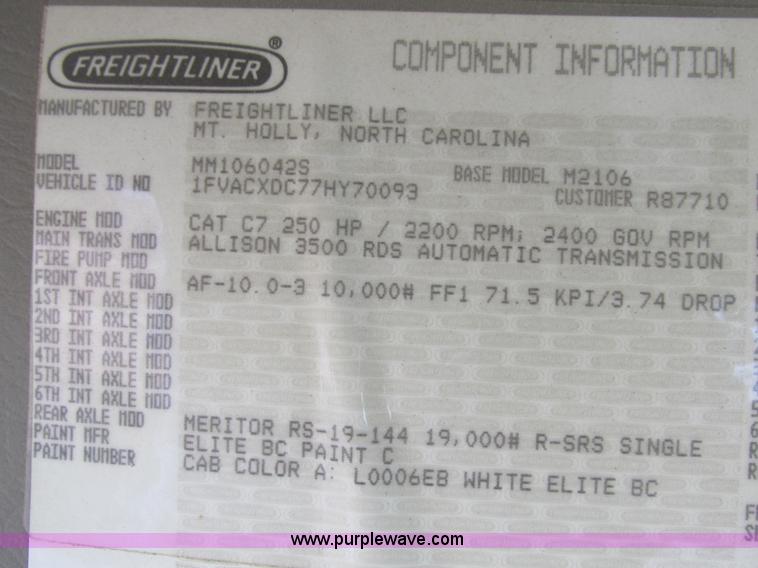 FREIGHTLINER ®
COMPONENT INFORMATION
MANUFACTURED BY FREIGHTLINER LLC
MT. HOLLY, NORTH CAROLINA
MODEL MM106042S BASE MODEL M2106
VEHICLE ID NO 1FVACXDC77HY70093 CUSTOMER R87710
ENGINE MOD CAT C7 250 HP / 2200 RPM; 2400 GOV RPM
MAIN TRANS MOD ALLISON 3500 RDS AUTOMATIC TRANSMISSION
FIRE PUMP MOD
FRONT AXLE MOD AF-10.0-3 10,000# FF1 71.5 KPI/3.74 DROP
1ST INT AXLE MOD
2ND INT AXLE MOD
3RD INT AXLE MOD
4TH INT AXLE MOD
5TH INT AXLE MOD
6TH INT AXLE MOD
REAR AXLE MOD MERITOR RS-19-144 19,000# R-SRS SINGLE
PAINT MFR ELITE BC PAINT C
PAINT NUMBER CAB COLOR A: L0006EB WHITE ELITE BC
www.purplewave.com